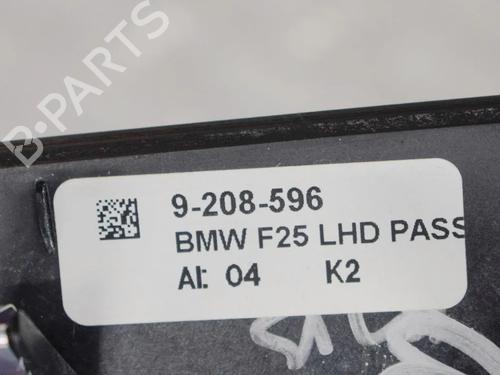 B-PARTS
9-208-596
BMW F25 LHD PASS
AI: 04 K2